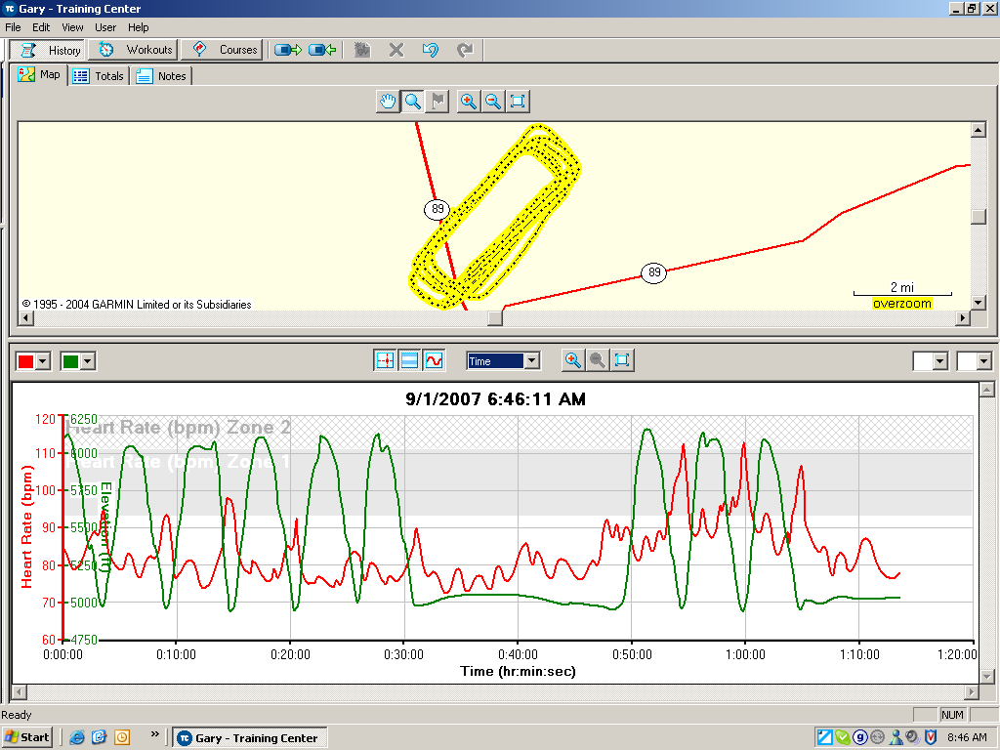 Gary - Training Center
File Edit View User Help
History Workouts Courses
Map Totals Notes
89
89
2 mi
overzoom
© 1995 - 2004 GARMIN Limited or its Subsidiaries
Time
9/1/2007 6:46:11 AM
Heart Rate (bpm) Zone 2
Heart Rate (bpm) Zone 1
Heart Rate (bpm)
120
110
100
90
80
70
60
Elevation (ft)
6250
6000
5750
5500
5250
5000
4750
0:00:00 0:10:00 0:20:00 0:30:00 0:40:00 0:50:00 1:00:00 1:10:00 1:20:00
Time (hr:min:sec)
Ready
NUM
Start
Gary - Training Center
8:46 AM